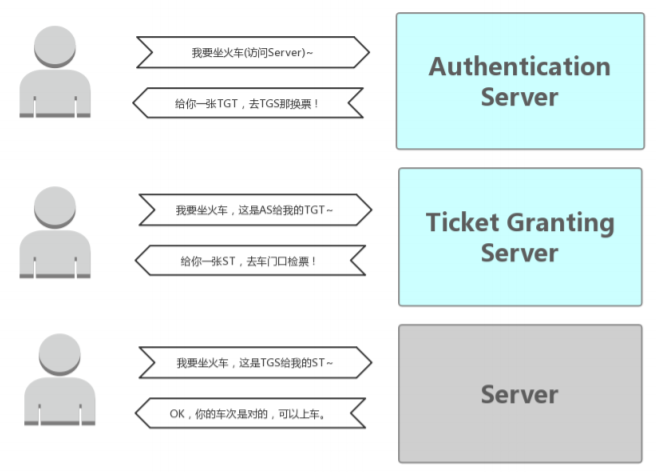 我要坐火车(访问Server)~
Authentication
Server
给你一张TGT，去TGS那换票！
我要坐火车，这是AS给我的TGT~
Ticket Granting
Server
给你一张ST，去车门口检票！
我要坐火车，这是TGS给我的ST~
Server
OK，你的车次是对的，可以上车。